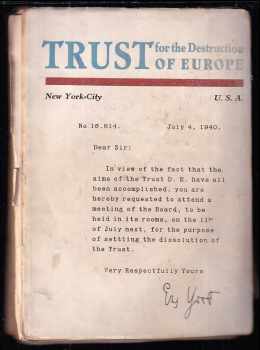 TRUST for the Destruction
OF EUROPE
New York-City U. S. A.
No 16.814. July 4, 1940.
Dear Sir:
In view of the fact that the
aims of the Trust D. E. have all
been accomplished, you are
hereby requested to attend a
meeting of the Board, to be
held in its rooms, on the 11th
of July next, for the purpose
of settling the dissolution of
the Trust.
Very Respectfully Yours